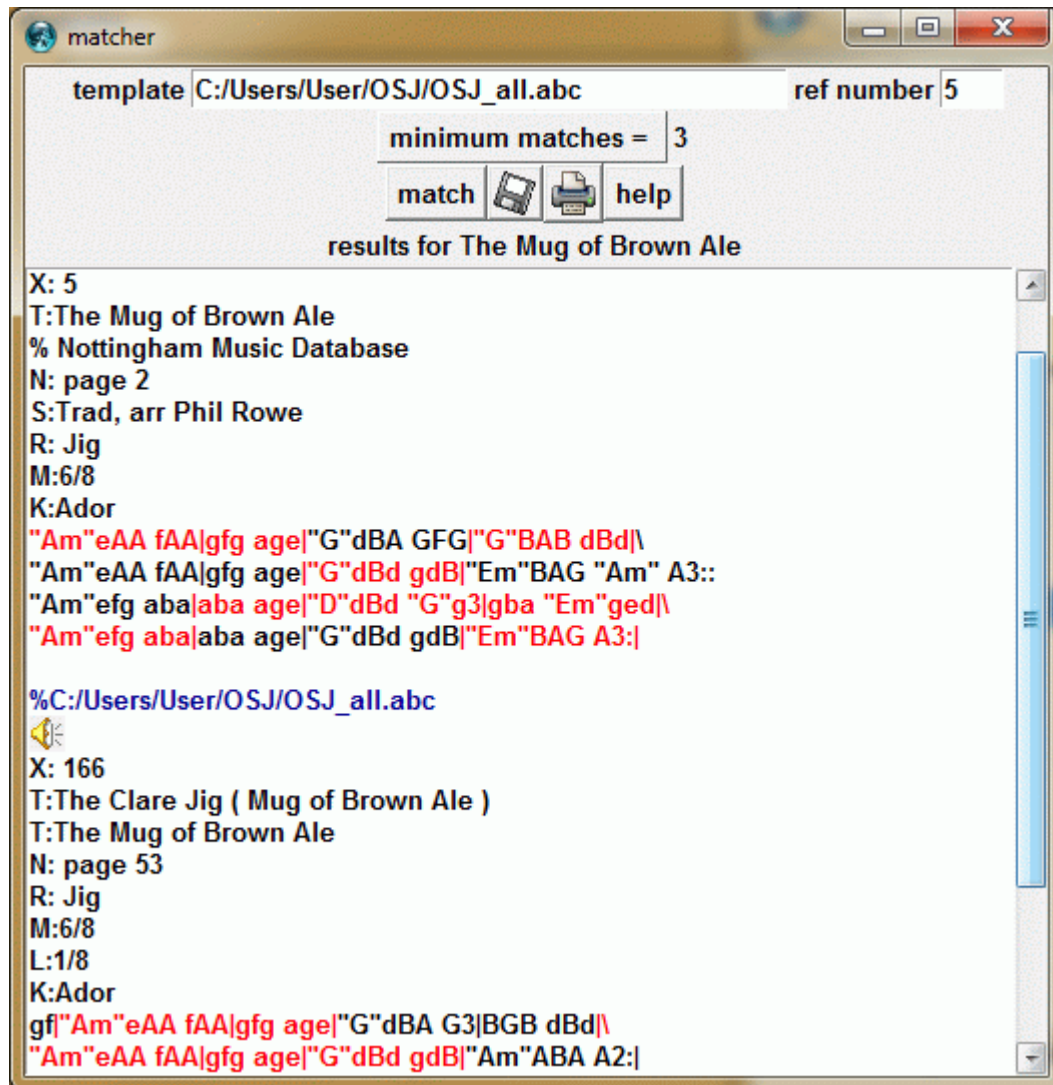 matcher
template C:/Users/User/OSJ/OSJ_all.abc ref number 5
minimum matches = 3
match help
results for The Mug of Brown Ale
X: 5
T:The Mug of Brown Ale
% Nottingham Music Database
N: page 2
S:Trad, arr Phil Rowe
R: Jig
M:6/8
K:Ador
"Am"eAA fAA|gfg age|"G"dBA GFG|"G"BAB dBd|\
"Am"eAA fAA|gfg age|"G"dBd gdB|"Em"BAG "Am" A3::
"Am"efg aba|aba age|"D"dBd "G"g3|gba "Em"ged|\
"Am"efg aba|aba age|"G"dBd gdB|"Em"BAG A3:|
%C:/Users/User/OSJ/OSJ_all.abc
X: 166
T:The Clare Jig ( Mug of Brown Ale )
T:The Mug of Brown Ale
N: page 53
R: Jig
M:6/8
L:1/8
K:Ador
gf|"Am"eAA fAA|gfg age|"G"dBA G3|BGB dBd|\
"Am"eAA fAA|gfg age|"G"dBd gdB|"Am"ABA A2:|